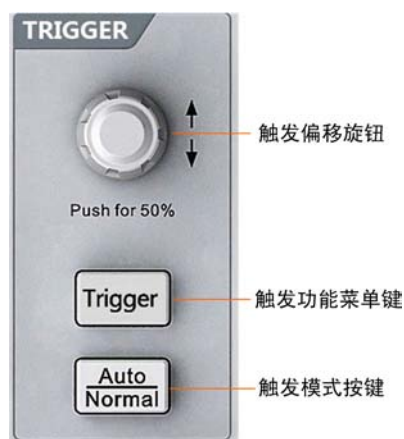 TRIGGER
触发偏移旋钮
Push for 50%
Trigger
触发功能菜单键
Auto
Normal
触发模式按键